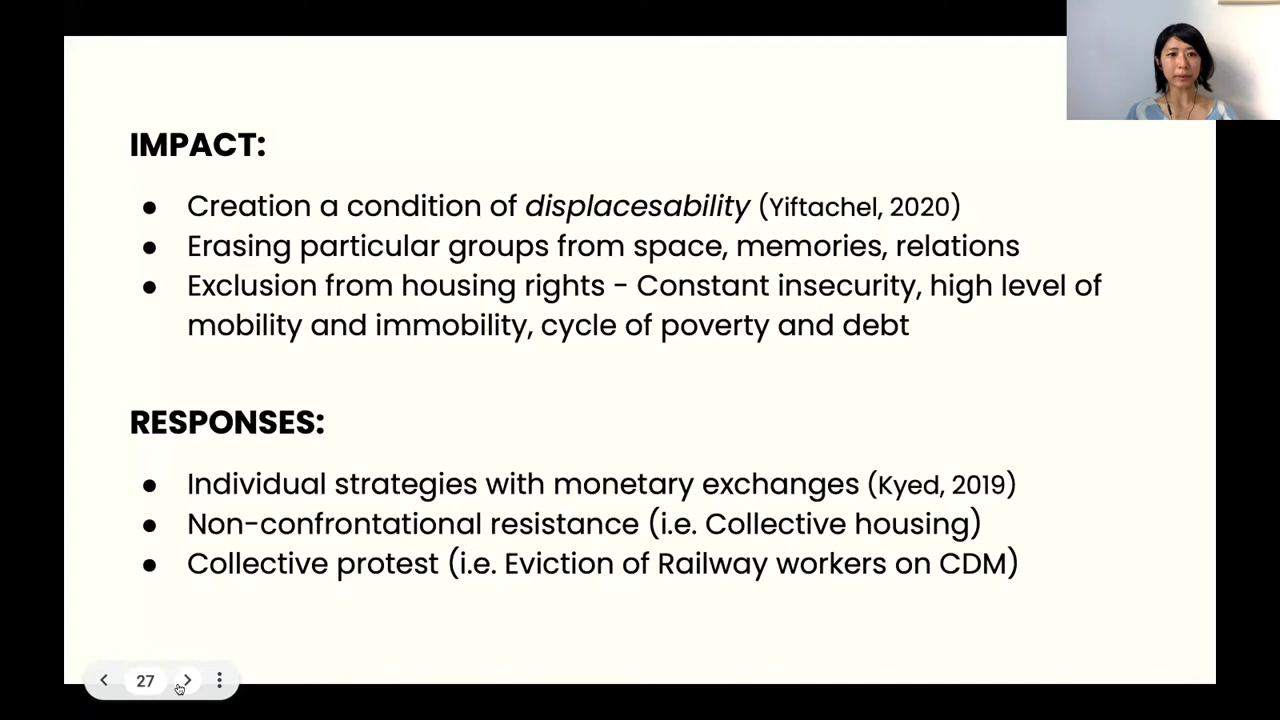 IMPACT:
● Creation a condition of displacesability (Yiftachel, 2020)
● Erasing particular groups from space, memories, relations
● Exclusion from housing rights - Constant insecurity, high level of
mobility and immobility, cycle of poverty and debt
RESPONSES:
● Individual strategies with monetary exchanges (Kyed, 2019)
● Non-confrontational resistance (i.e. Collective housing)
● Collective protest (i.e. Eviction of Railway workers on CDM)
27